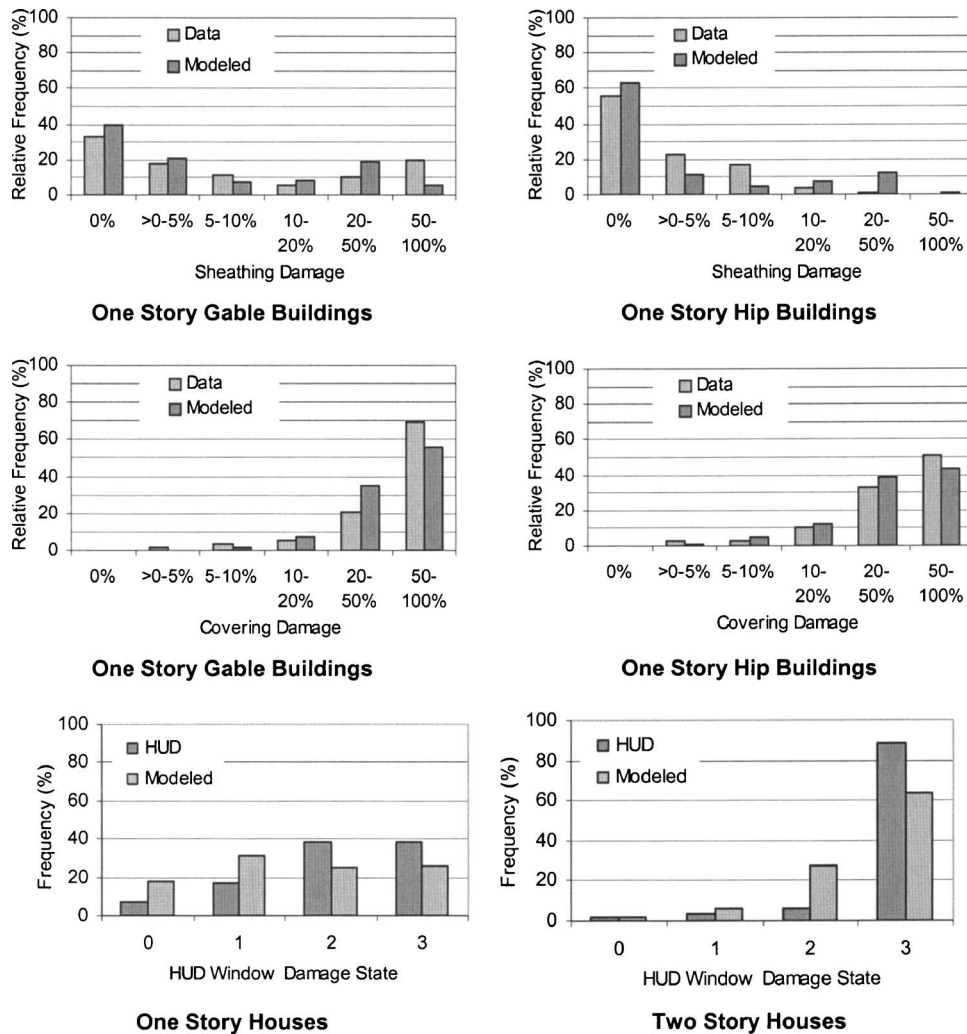 100
80
60
40
20
0
Relative Frequency (%)
Data
Modeled
0% >0-5% 5-10% 10- 20- 50-
20% 50% 100%
Sheathing Damage
One Story Gable Buildings
100
80
60
40
20
0
Relative Frequency (%)
Data
Modeled
0% >0-5% 5-10% 10- 20- 50-
20% 50% 100%
Sheathing Damage
One Story Hip Buildings
100
80
60
40
20
0
Relative Frequency (%)
Data
Modeled
0% >0-5% 5-10% 10- 20- 50-
20% 50% 100%
Covering Damage
One Story Gable Buildings
100
80
60
40
20
0
Relative Frequency (%)
Data
Modeled
0% >0-5% 5-10% 10- 20- 50-
20% 50% 100%
Covering Damage
One Story Hip Buildings
100
80
60
40
20
0
Frequency (%)
HUD
Modeled
0 1 2 3
HUD Window Damage State
One Story Houses
100
80
60
40
20
0
Frequency (%)
HUD
Modeled
0 1 2 3
HUD Window Damage State
Two Story Houses